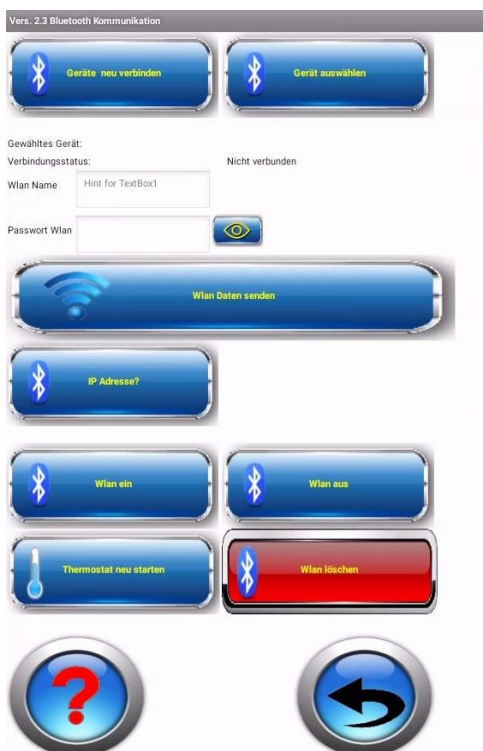 Vers. 2.3 Bluetooth Kommunikation
Geräte neu verbinden
Gerät auswählen
Gewähltes Gerät:
Verbindungsstatus: Nicht verbunden
Wlan Name Hint for TextBox1
Passwort Wlan
Wlan Daten senden
IP Adresse?
Wlan ein
Wlan aus
Thermostat neu starten
Wlan löschen
?